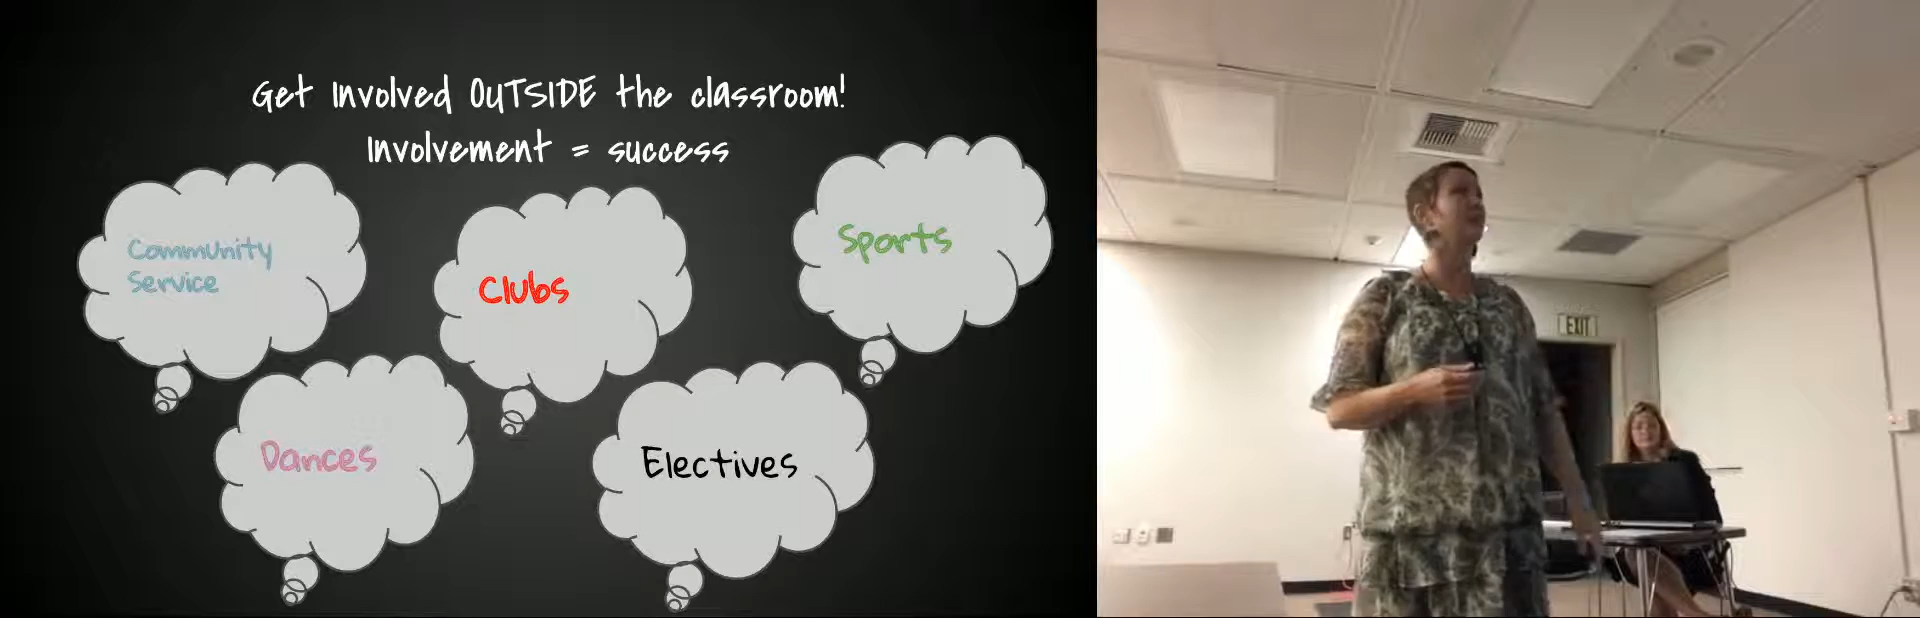 Get Involved OUTSIDE the classroom!
Involvement = success
Community
Service
Clubs
Sports
Dances
Electives
EXIT